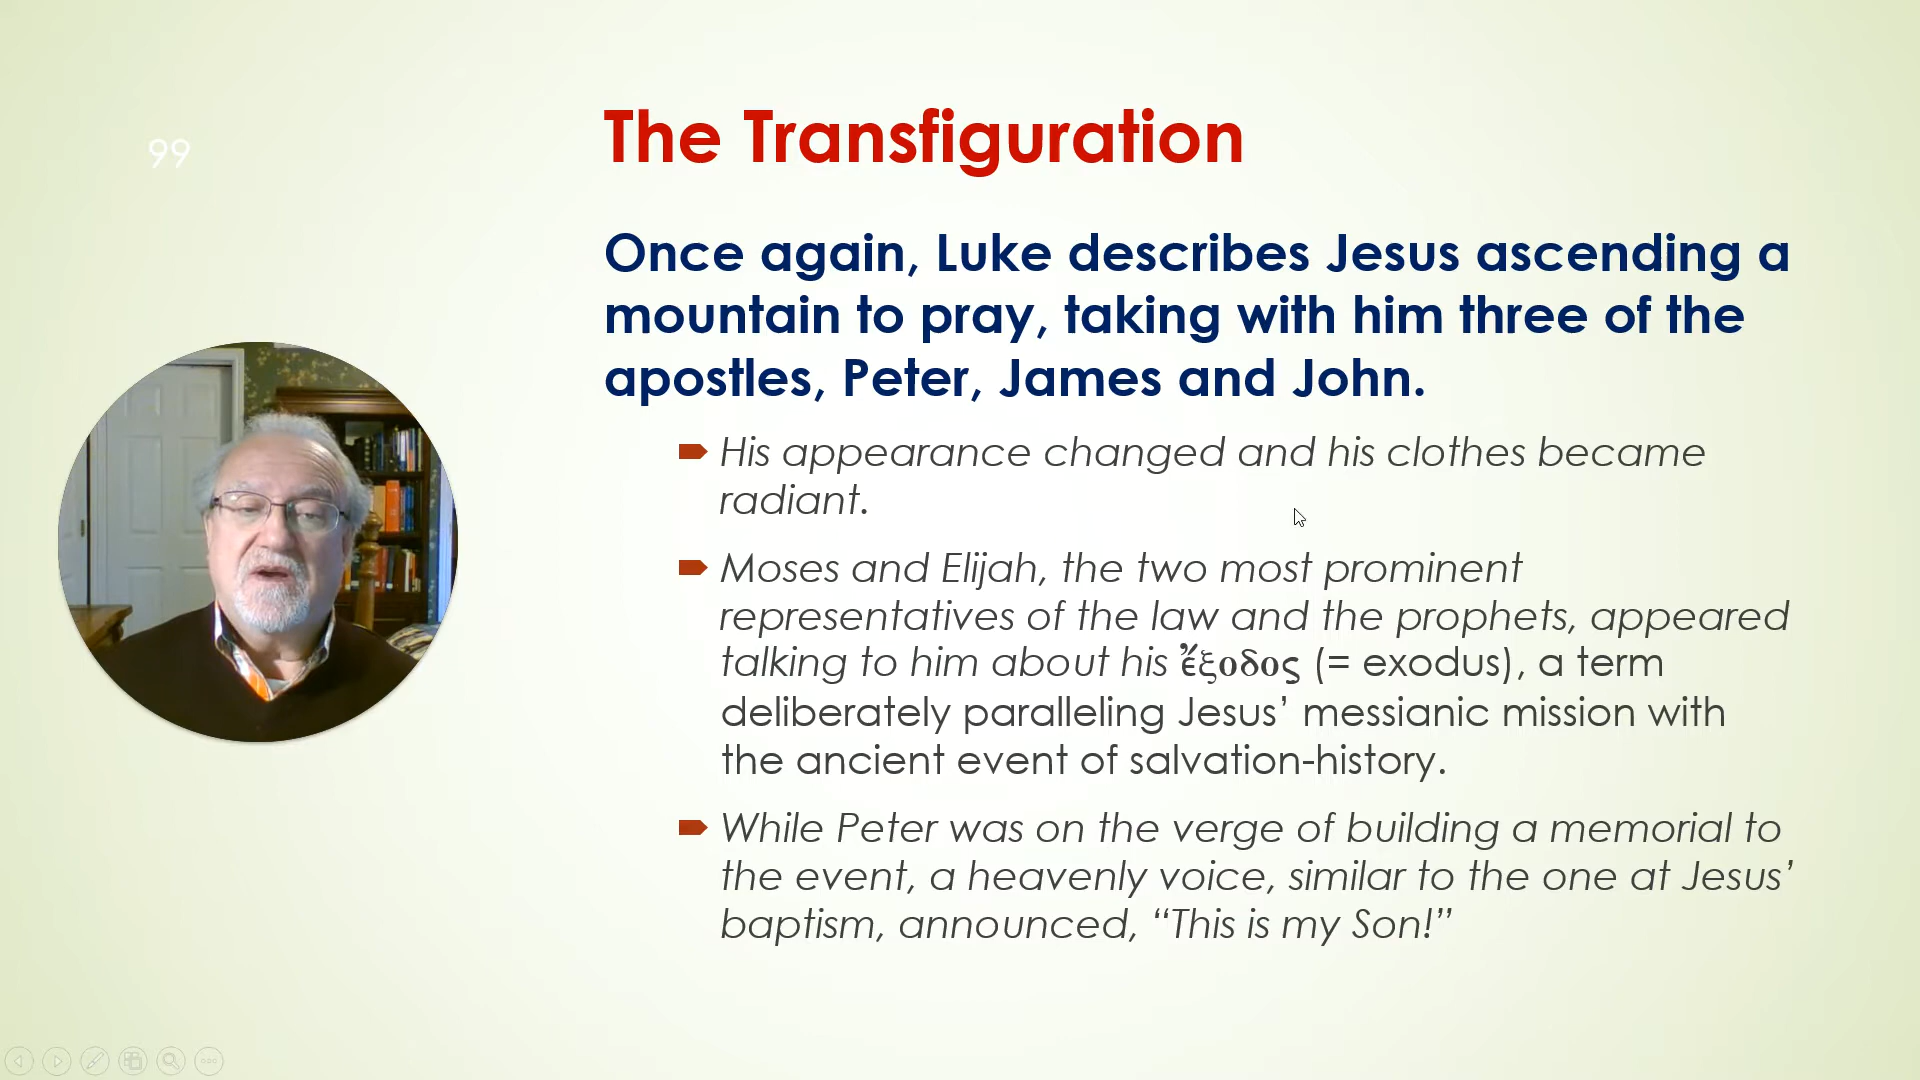 99
The Transfiguration
Once again, Luke describes Jesus ascending a
mountain to pray, taking with him three of the
apostles, Peter, James and John.
His appearance changed and his clothes became
radiant.
Moses and Elijah, the two most prominent
representatives of the law and the prophets, appeared
talking to him about his ἔξοδος (= exodus), a term
deliberately paralleling Jesus’ messianic mission with
the ancient event of salvation-history.
While Peter was on the verge of building a memorial to
the event, a heavenly voice, similar to the one at Jesus’
baptism, announced, “This is my Son!”